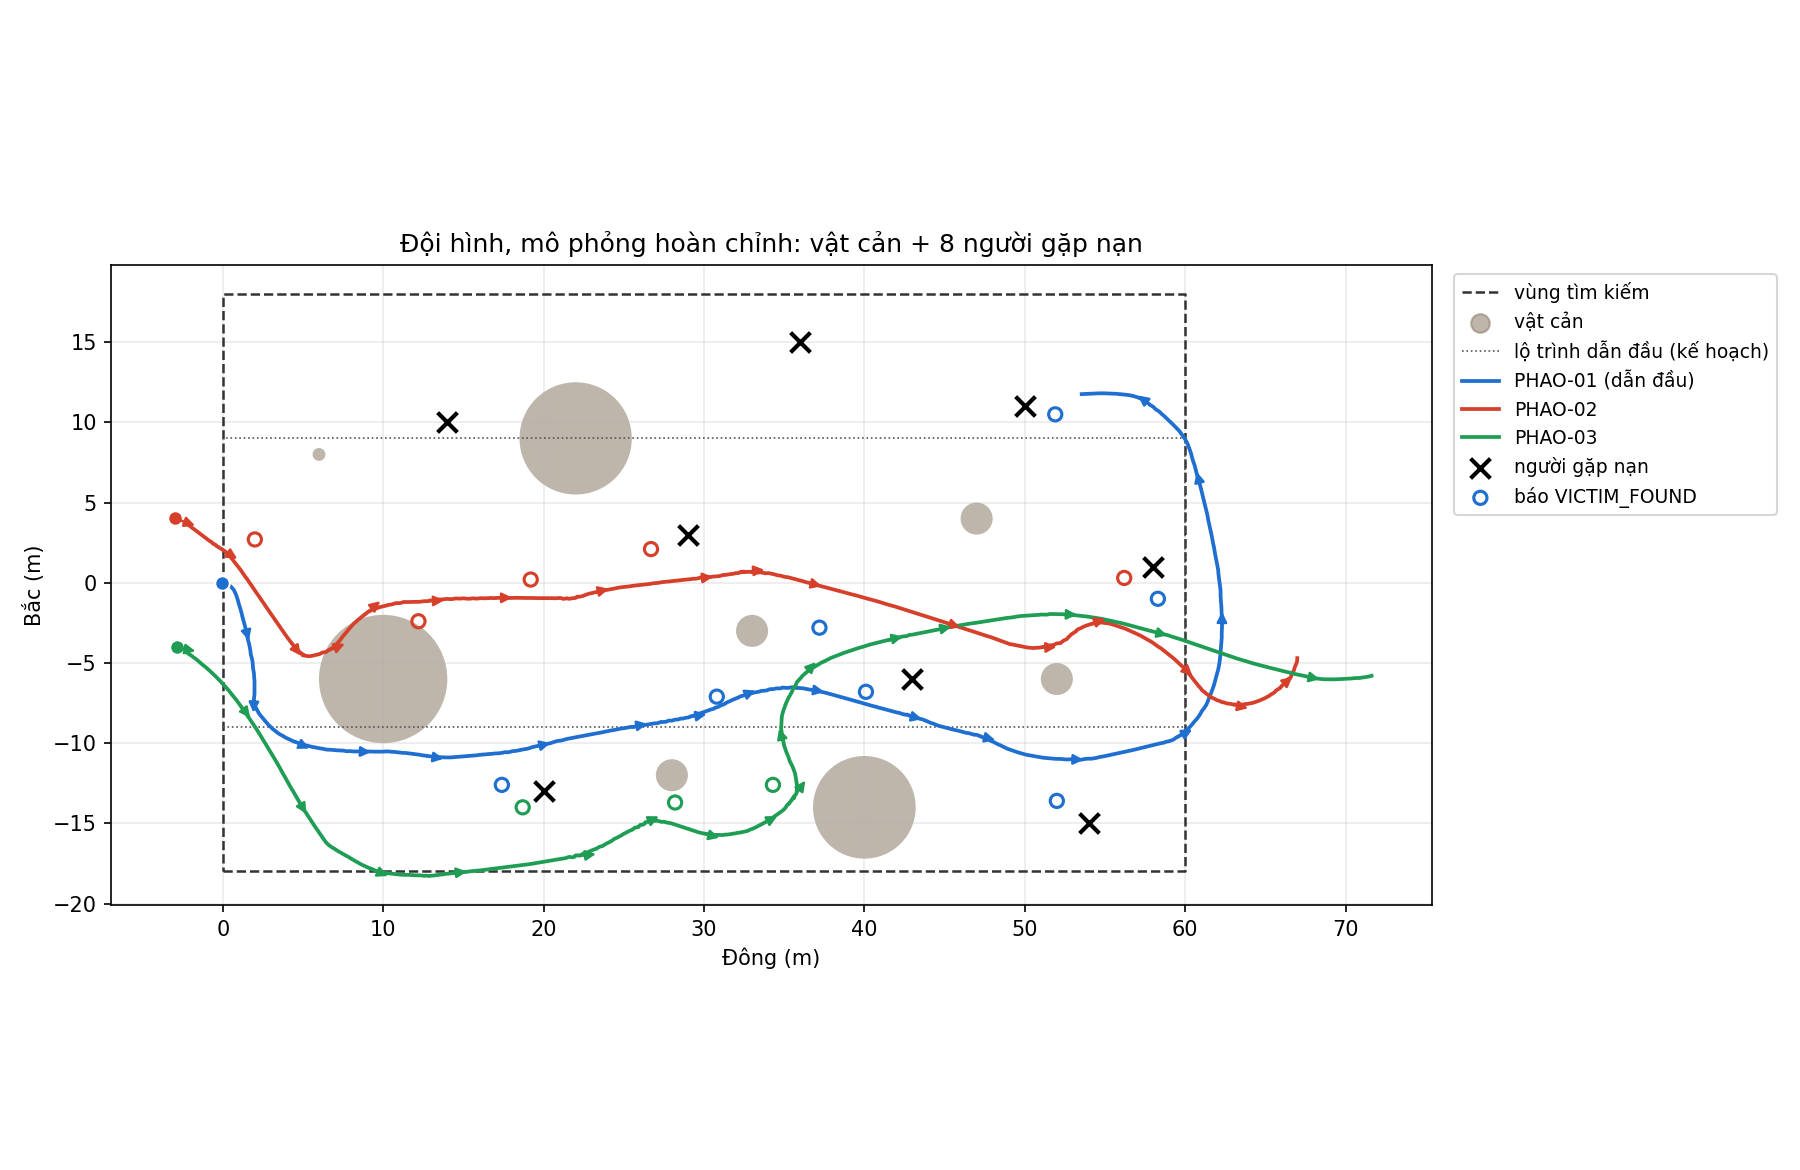 Đội hình, mô phỏng hoàn chỉnh: vật cản + 8 người gặp nạn
vùng tìm kiếm
vật cản
lộ trình dẫn đầu (kế hoạch)
PHAO-01 (dẫn đầu)
PHAO-02
PHAO-03
người gặp nạn
báo VICTIM_FOUND
Bắc (m)
15
10
5
0
−5
−10
−15
−20
0 10 20 30 40 50 60 70
Đông (m)